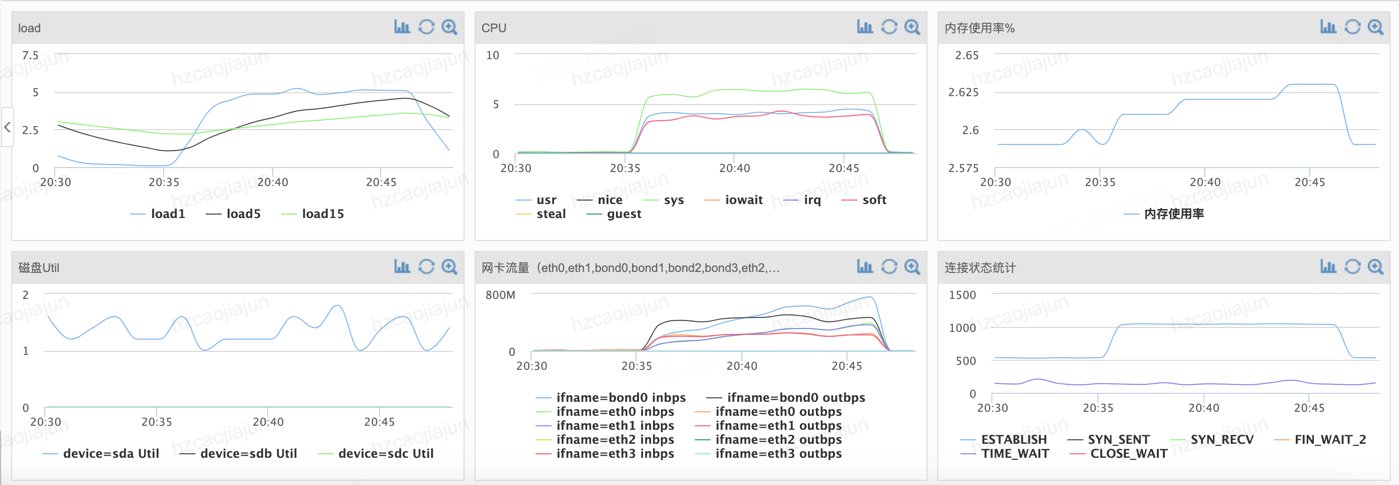 load
7.5
5
2.5
0
20:30 20:35 20:40 20:45
load1 load5 load15
CPU
10
5
0
20:30 20:35 20:40 20:45
usr nice sys iowait irq soft
steal guest
内存使用率%
2.65
2.625
2.6
2.575
20:30 20:35 20:40 20:45
内存使用率
磁盘Util
2
1
0
20:30 20:35 20:40 20:45
device=sda Util device=sdb Util device=sdc Util
网卡流量（eth0,eth1,bond0,bond1,bond2,bond3,eth2,...
800M
0
20:30 20:35 20:40 20:45
ifname=bond0 inbps ifname=bond0 outbps
ifname=eth0 inbps ifname=eth0 outbps
ifname=eth1 inbps ifname=eth1 outbps
ifname=eth2 inbps ifname=eth2 outbps
ifname=eth3 inbps ifname=eth3 outbps
连接状态统计
1500
1000
500
0
20:30 20:35 20:40 20:45
ESTABLISH SYN_SENT SYN_RECV FIN_WAIT_2
TIME_WAIT CLOSE_WAIT
hzcaojiajun